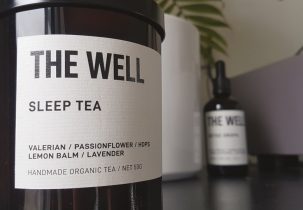 THE WELL
SLEEP TEA
VALERIAN / PASSIONFLOWER / HOPS
LEMON BALM / LAVENDER
HANDMADE ORGANIC TEA / NET 50G
THE WELL